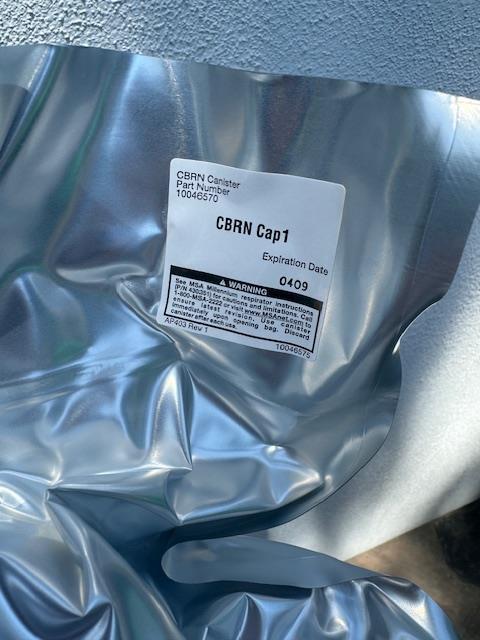 CBRN Canister
Part Number
10046570
CBRN Cap1
Expiration Date
0409
⚠ WARNING
See MSA Millennium respirator instructions
(P/N 430351) for cautions and limitations. Call
1-800-MSA-2222 or visit www.MSAnet.com to
ensure latest revision. Use canister
immediately upon opening bag. Discard
canister after each use.
AP403 Rev 1
10046575